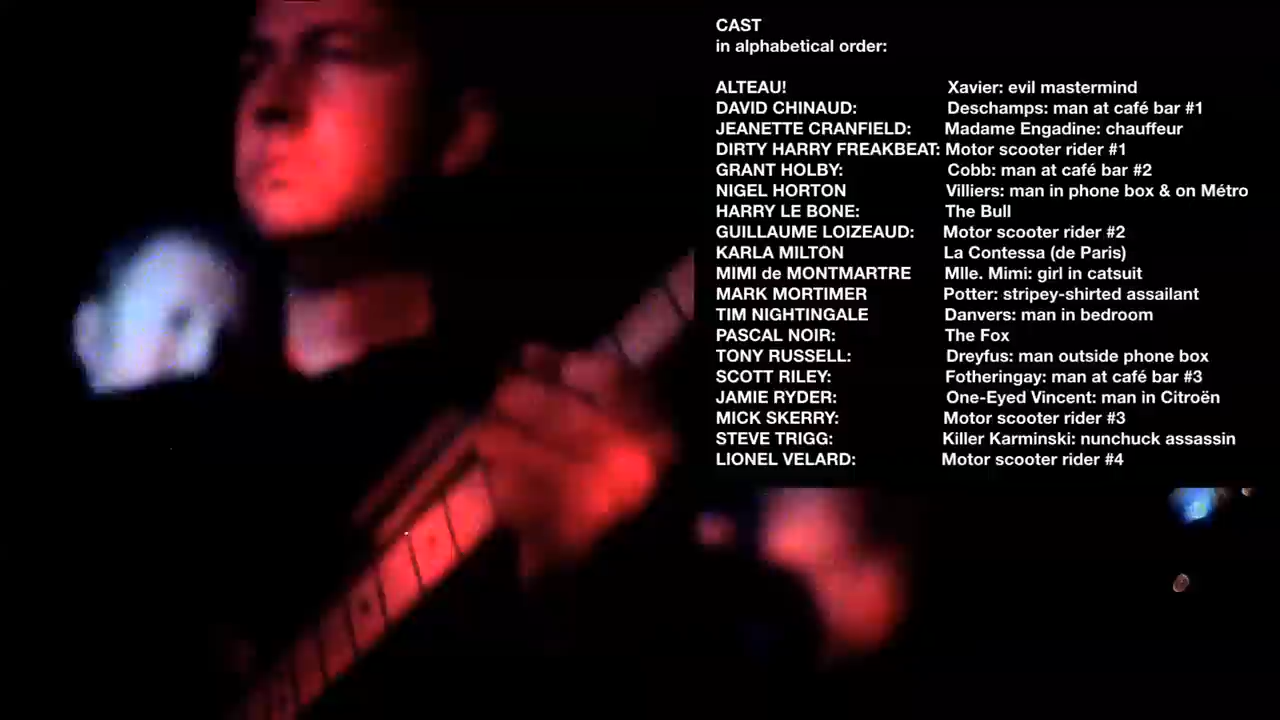 CAST
in alphabetical order:
ALTEAU! Xavier: evil mastermind
DAVID CHINAUD: Deschamps: man at café bar #1
JEANETTE CRANFIELD: Madame Engadine: chauffeur
DIRTY HARRY FREAKBEAT: Motor scooter rider #1
GRANT HOLBY: Cobb: man at café bar #2
NIGEL HORTON Villiers: man in phone box & on Métro
HARRY LE BONE: The Bull
GUILLAUME LOIZEAUD: Motor scooter rider #2
KARLA MILTON La Contessa (de Paris)
MIMI de MONTMARTRE Mlle. Mimi: girl in catsuit
MARK MORTIMER Potter: stripey-shirted assailant
TIM NIGHTINGALE Danvers: man in bedroom
PASCAL NOIR: The Fox
TONY RUSSELL: Dreyfus: man outside phone box
SCOTT RILEY: Fotheringay: man at café bar #3
JAMIE RYDER: One-Eyed Vincent: man in Citroën
MICK SKERRY: Motor scooter rider #3
STEVE TRIGG: Killer Karminski: nunchuck assassin
LIONEL VELARD: Motor scooter rider #4